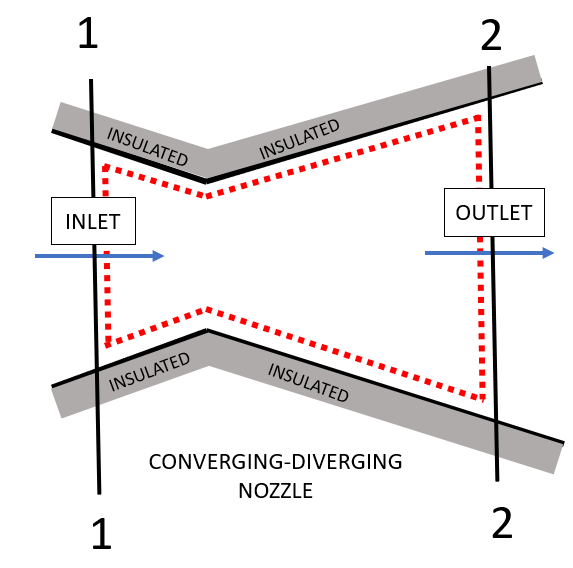 1
2
INSULATED
INSULATED
INLET
OUTLET
INSULATED
INSULATED
CONVERGING-DIVERGING
NOZZLE
1
2